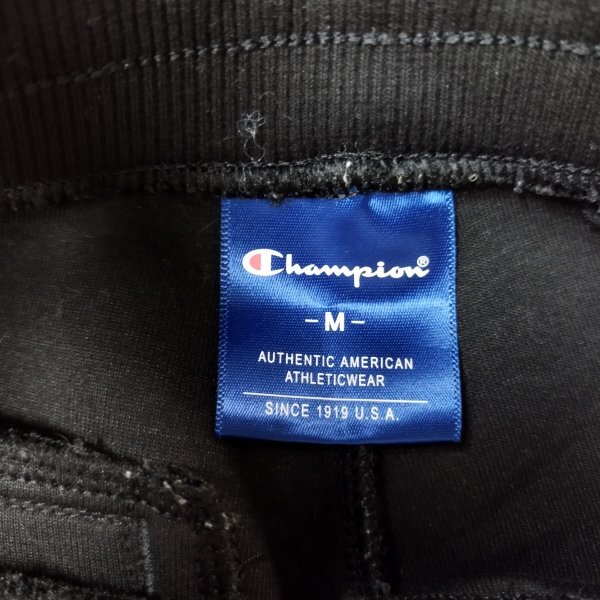 Champion®
- M -
AUTHENTIC AMERICAN
ATHLETICWEAR
SINCE 1919 U.S.A.